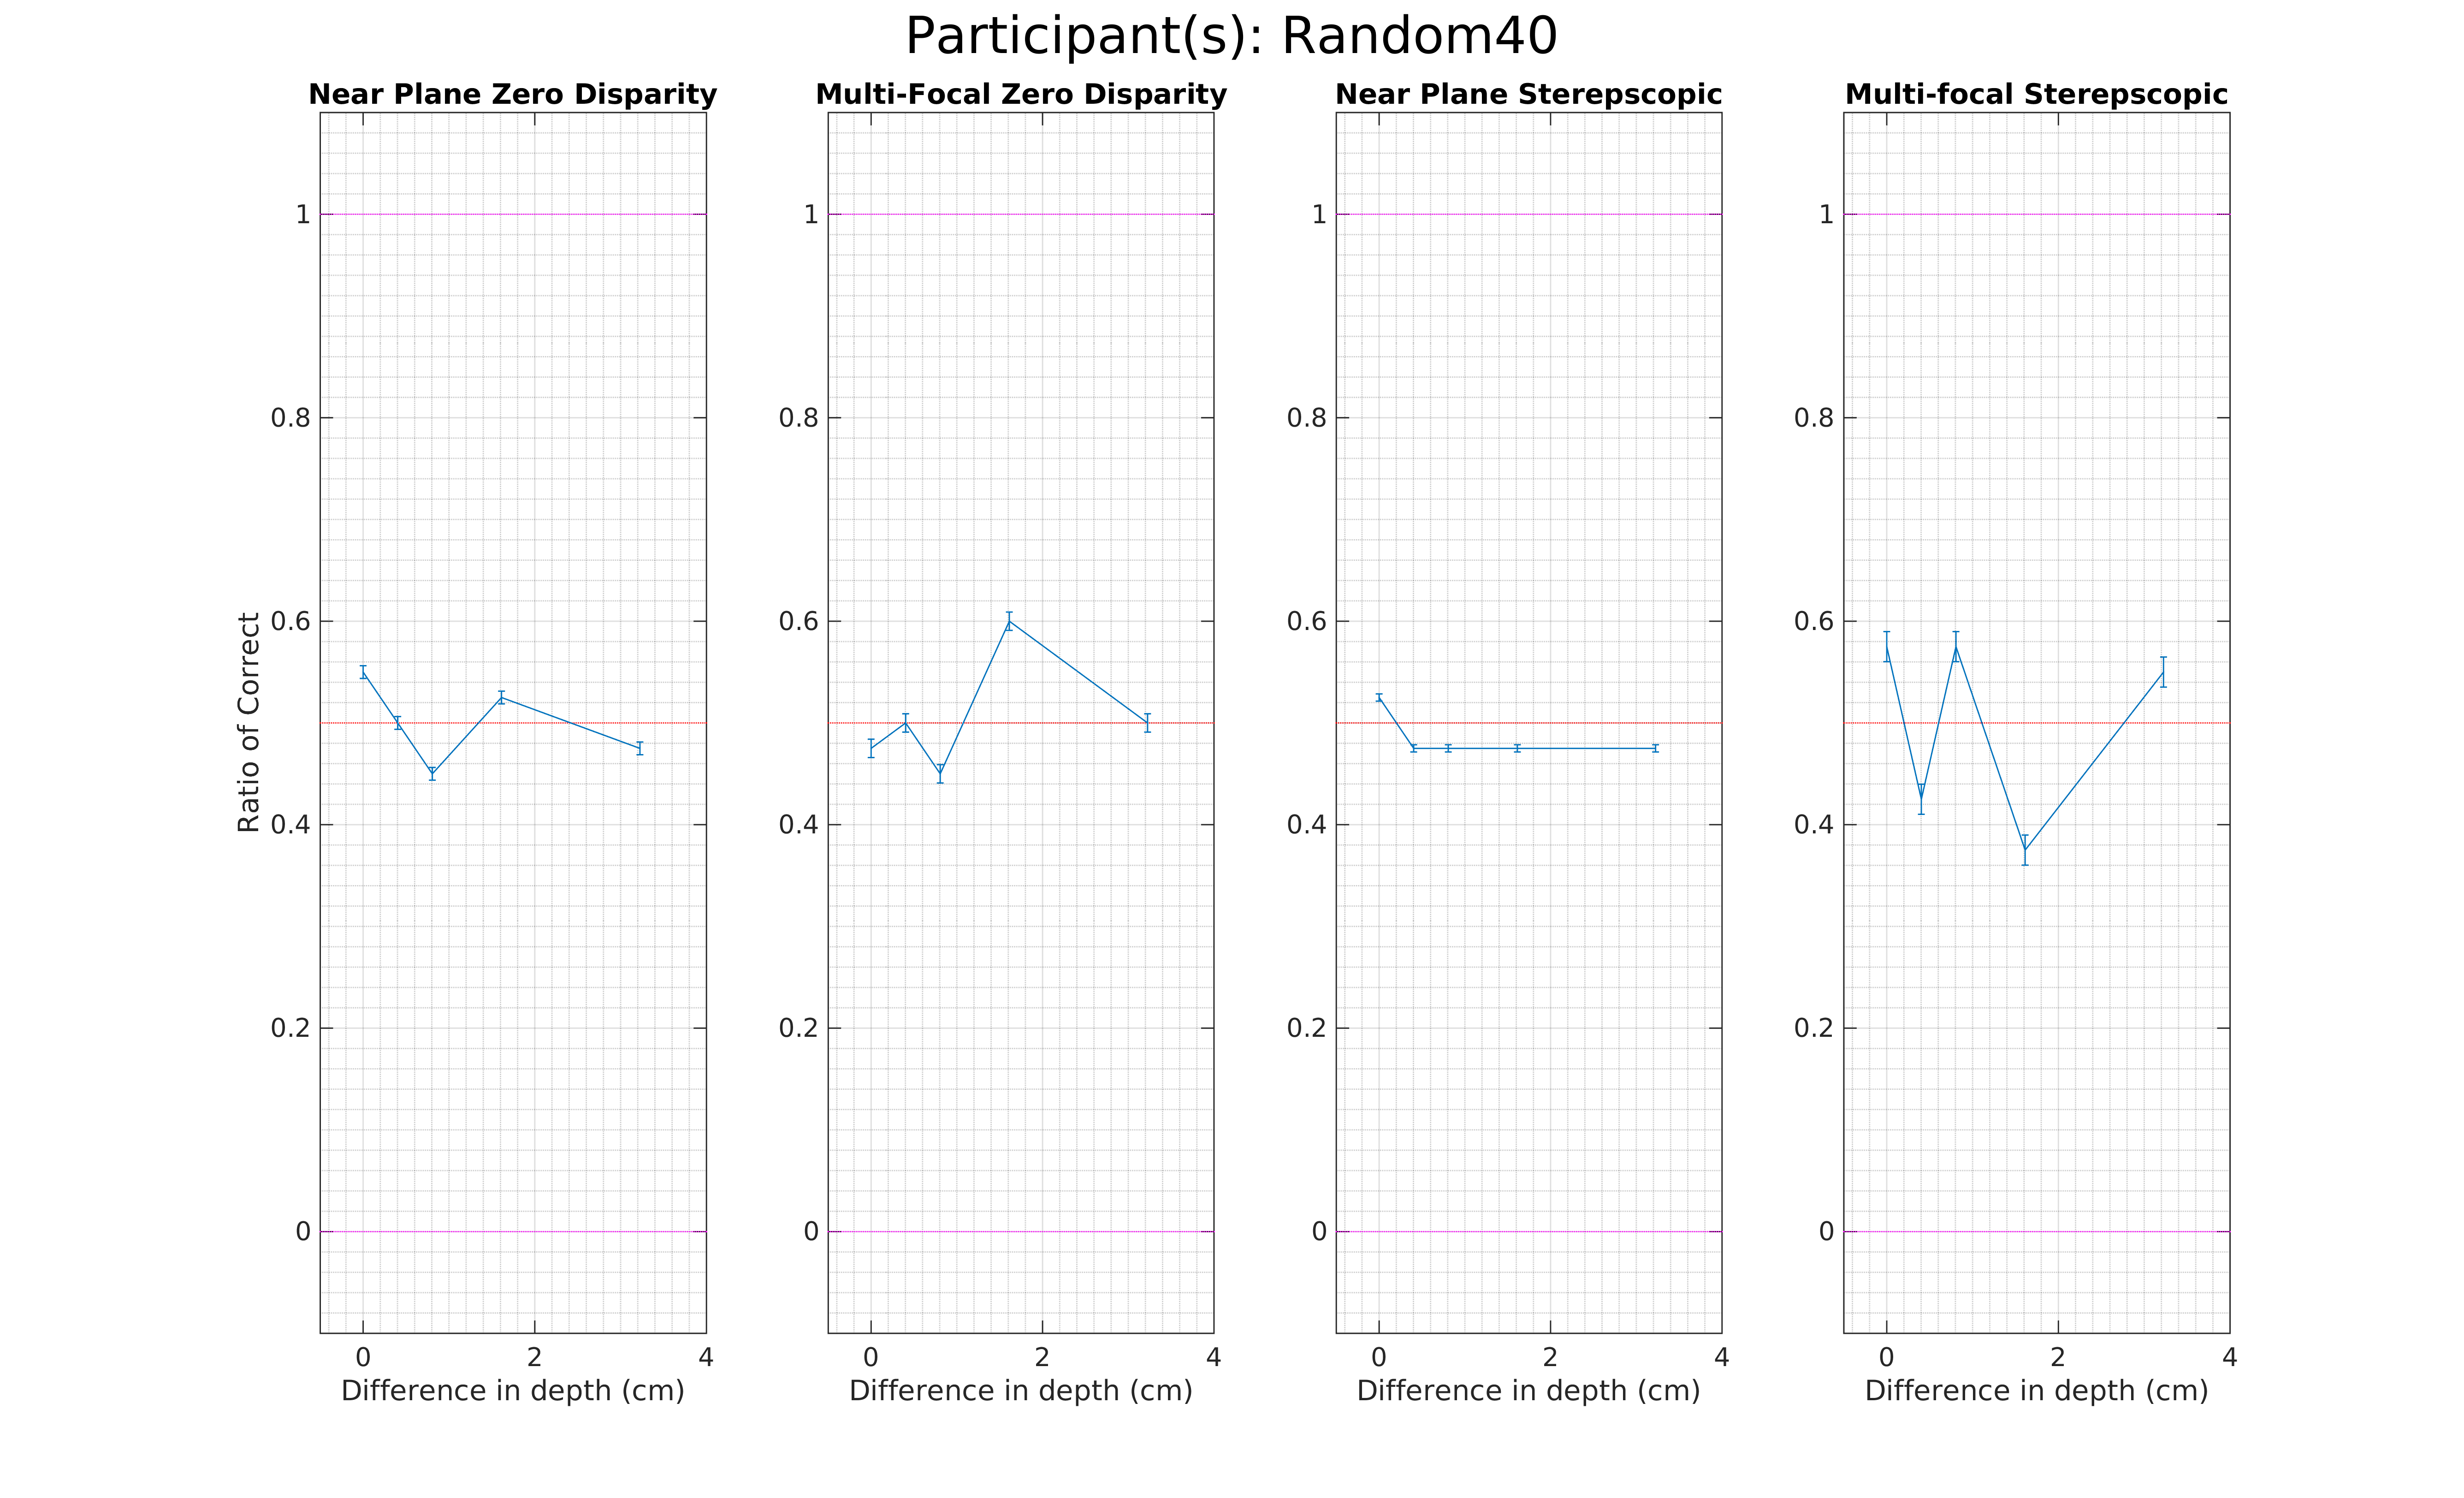 Participant(s): Random40
Near Plane Zero Disparity
Multi-Focal Zero Disparity
Near Plane Sterepscopic
Multi-focal Sterepscopic
Ratio of Correct
1
0.8
0.6
0.4
0.2
0
0 2 4
Difference in depth (cm)
1
0.8
0.6
0.4
0.2
0
0 2 4
Difference in depth (cm)
1
0.8
0.6
0.4
0.2
0
0 2 4
Difference in depth (cm)
1
0.8
0.6
0.4
0.2
0
0 2 4
Difference in depth (cm)